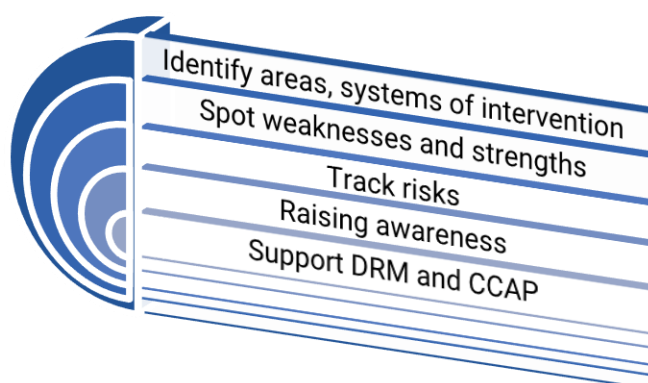 Identify areas, systems of intervention
Spot weaknesses and strengths
Track risks
Raising awareness
Support DRM and CCAP